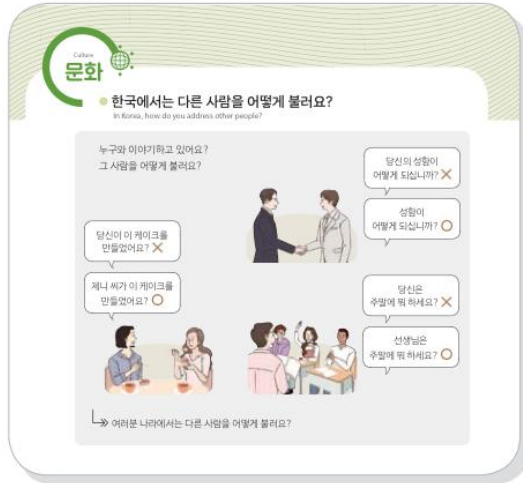 Culture
문화
한국에서는 다른 사람을 어떻게 불러요?
In Korea, how do you address other people?
누구와 이야기하고 있어요?
그 사람을 어떻게 불러요?
당신의 성함이
어떻게 되십니까? ✕
성함이
어떻게 되십니까? O
당신이 이 케이크를
만들었어요? ✕
제니 씨가 이 케이크를
만들었어요? O
당신은
주말에 뭐 하세요? ✕
선생님은
주말에 뭐 하세요? O
여러분 나라에서는 다른 사람을 어떻게 불러요?